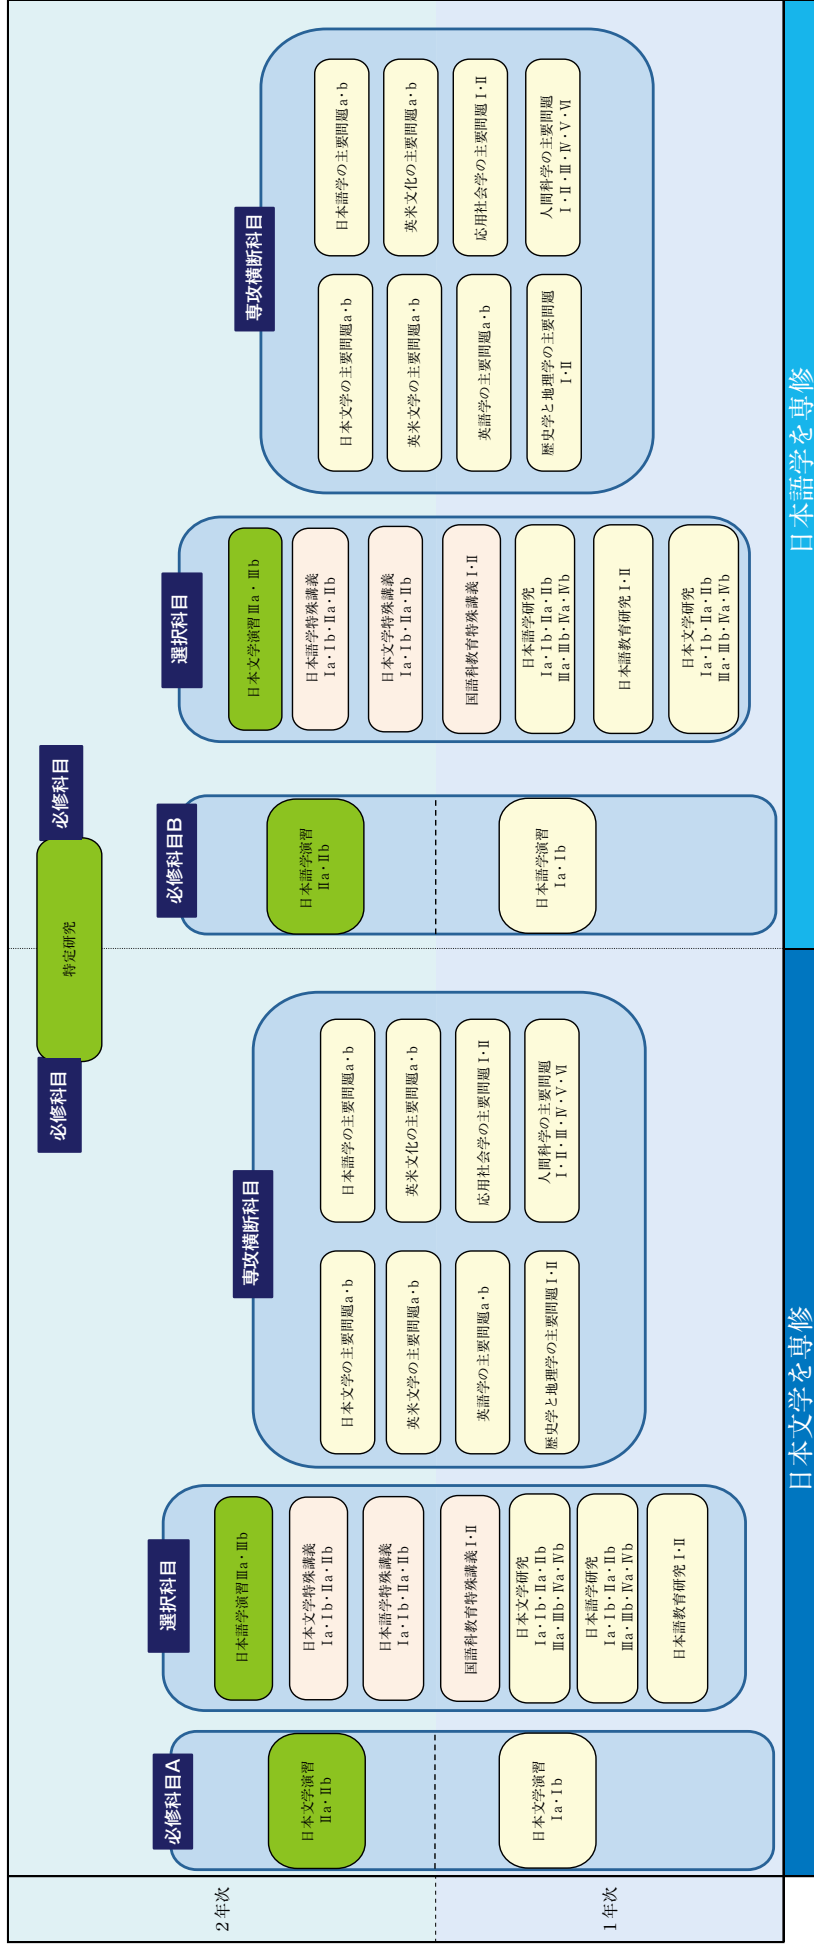 必修科目
特定研究
必修科目
2年次
1年次
必修科目A
日本文学演習
Ⅱa・Ⅱb
日本文学演習
Ⅰa・Ⅰb
選択科目
日本語学演習Ⅲa・Ⅲb
日本文学特殊講義
Ⅰa・Ⅰb・Ⅱa・Ⅱb
日本語学特殊講義
Ⅰa・Ⅰb・Ⅱa・Ⅱb
国語科教育特殊講義Ⅰ・Ⅱ
日本文学研究
Ⅰa・Ⅰb・Ⅱa・Ⅱb
Ⅲa・Ⅲb・Ⅳa・Ⅳb
日本語学研究
Ⅰa・Ⅰb・Ⅱa・Ⅱb
Ⅲa・Ⅲb・Ⅳa・Ⅳb
日本語教育研究Ⅰ・Ⅱ
専攻横断科目
日本文学の主要問題a・b
日本語学の主要問題a・b
英米文学の主要問題a・b
英米文化の主要問題a・b
英語学の主要問題a・b
応用社会学の主要問題Ⅰ・Ⅱ
歴史学と地理学の主要問題Ⅰ・Ⅱ
人間科学の主要問題
Ⅰ・Ⅱ・Ⅲ・Ⅳ・Ⅴ・Ⅵ
必修科目B
日本語学演習
Ⅱa・Ⅱb
日本語学演習
Ⅰa・Ⅰb
選択科目
日本文学演習Ⅲa・Ⅲb
日本語学特殊講義
Ⅰa・Ⅰb・Ⅱa・Ⅱb
日本文学特殊講義
Ⅰa・Ⅰb・Ⅱa・Ⅱb
国語科教育特殊講義Ⅰ・Ⅱ
日本語学研究
Ⅰa・Ⅰb・Ⅱa・Ⅱb
Ⅲa・Ⅲb・Ⅳa・Ⅳb
日本語教育研究Ⅰ・Ⅱ
日本文学研究
Ⅰa・Ⅰb・Ⅱa・Ⅱb
Ⅲa・Ⅲb・Ⅳa・Ⅳb
専攻横断科目
日本文学の主要問題a・b
日本語学の主要問題a・b
英米文学の主要問題a・b
英米文化の主要問題a・b
英語学の主要問題a・b
応用社会学の主要問題Ⅰ・Ⅱ
歴史学と地理学の主要問題
Ⅰ・Ⅱ
人間科学の主要問題
Ⅰ・Ⅱ・Ⅲ・Ⅳ・Ⅴ・Ⅵ
日本文学を専修
日本語学を専修